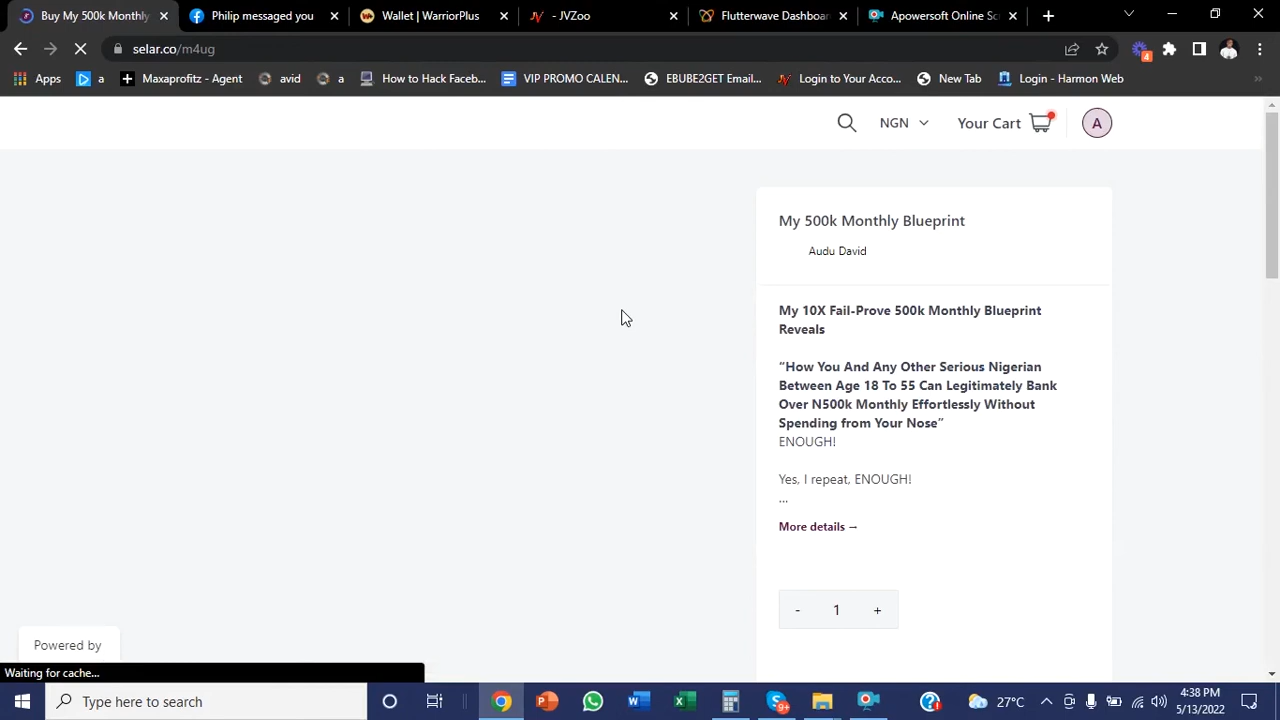 Buy My 500k Monthly
Philip messaged you
Wallet | WarriorPlus
- JVZoo
Flutterwave Dashboa
Apowersoft Online Sc
selar.co/m4ug
4
Apps
a
Maxaprofitz - Agent
avid
a
How to Hack Faceb...
VIP PROMO CALEN...
EBUBE2GET Email...
Login to Your Acco...
New Tab
Login - Harmon Web
»
NGN
Your Cart
A
My 500k Monthly Blueprint
Audu David
My 10X Fail-Prove 500k Monthly Blueprint
Reveals
“How You And Any Other Serious Nigerian
Between Age 18 To 55 Can Legitimately Bank
Over N500k Monthly Effortlessly Without
Spending from Your Nose”
ENOUGH!
Yes, I repeat, ENOUGH!
...
More details →
- 1 +
Powered by
Waiting for cache...
Type here to search
9+
27°C
4:38 PM
5/13/2022